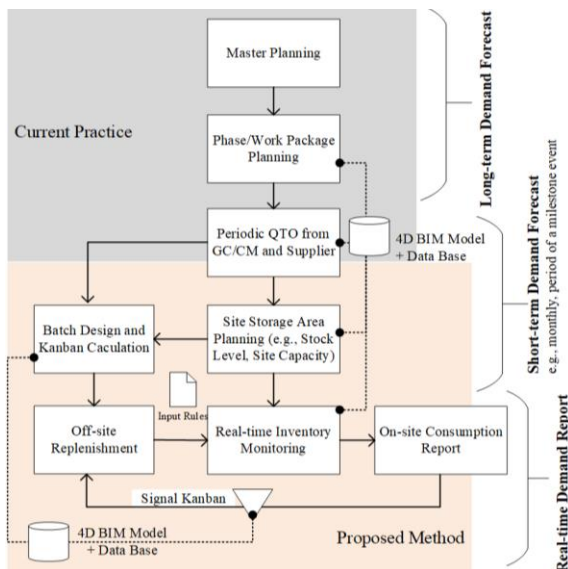 Master Planning
Current Practice
Phase/Work Package
Planning
Long-term Demand Forecast
Periodic QTO from
GC/CM and Supplier
4D BIM Model
+ Data Base
Short-term Demand Forecast
e.g., monthly, period of a milestone event
Batch Design and
Kanban Caculation
Site Storage Area
Planning (e.g., Stock
Level, Site Capacity)
Input Rules
Off-site
Replenishment
Real-time Inventory
Monitoring
On-site Consumption
Report
Real-time Demand Report
Signal Kanban
4D BIM Model
+ Data Base
Proposed Method